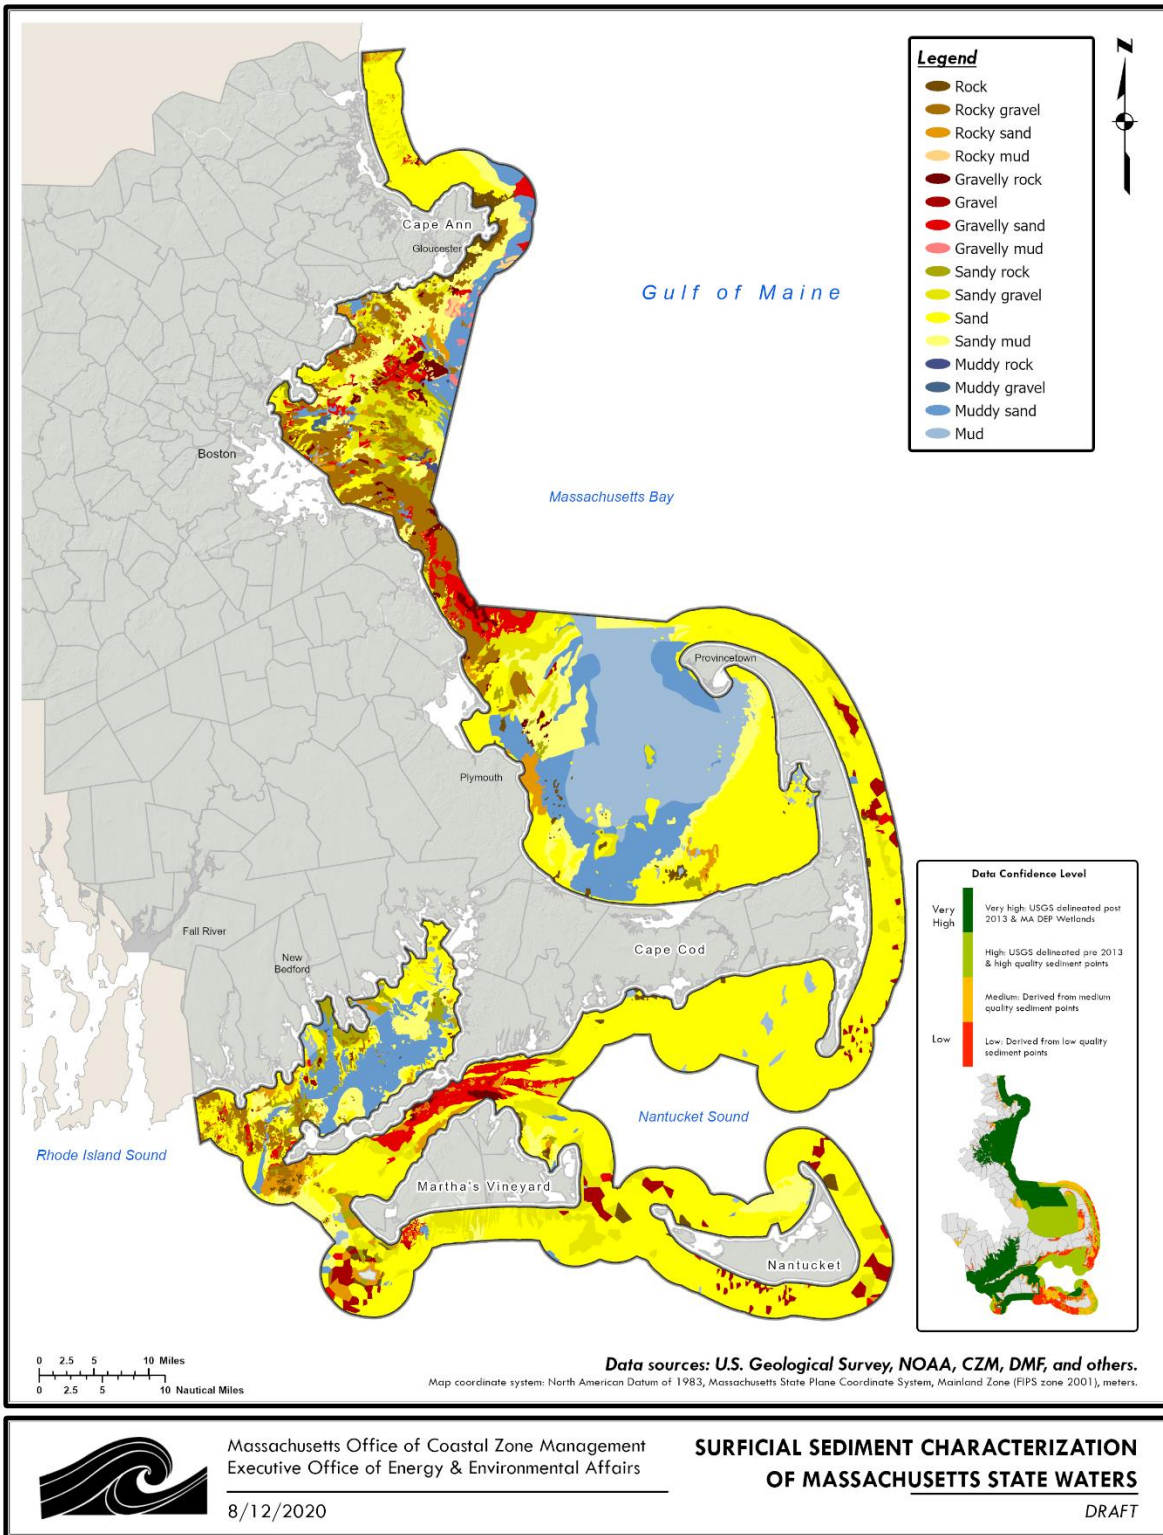 Legend
Rock
Rocky gravel
Rocky sand
Rocky mud
Gravelly rock
Gravel
Gravelly sand
Gravelly mud
Sandy rock
Sandy gravel
Sand
Sandy mud
Muddy rock
Muddy gravel
Muddy sand
Mud
N
Cape Ann
Gloucester
Gulf of Maine
Boston
Massachusetts Bay
Provincetown
Plymouth
Fall River
New
Bedford
Cape Cod
Nantucket Sound
Rhode Island Sound
Martha's Vineyard
Nantucket
Data Confidence Level
Very
High
Very high: USGS delineated post
2013 & MA DEP Wetlands
High: USGS delineated pre 2013
& high quality sediment points
Medium: Derived from medium
quality sediment points
Low
Low: Derived from low quality
sediment points
0 2.5 5 10 Miles
0 2.5 5 10 Nautical Miles
Data sources: U.S. Geological Survey, NOAA, CZM, DMF, and others.
Map coordinate system: North American Datum of 1983, Massachusetts State Plane Coordinate System, Mainland Zone (FIPS zone 2001), meters.
Massachusetts Office of Coastal Zone Management
Executive Office of Energy & Environmental Affairs
8/12/2020
SURFICIAL SEDIMENT CHARACTERIZATION
OF MASSACHUSETTS STATE WATERS
DRAFT